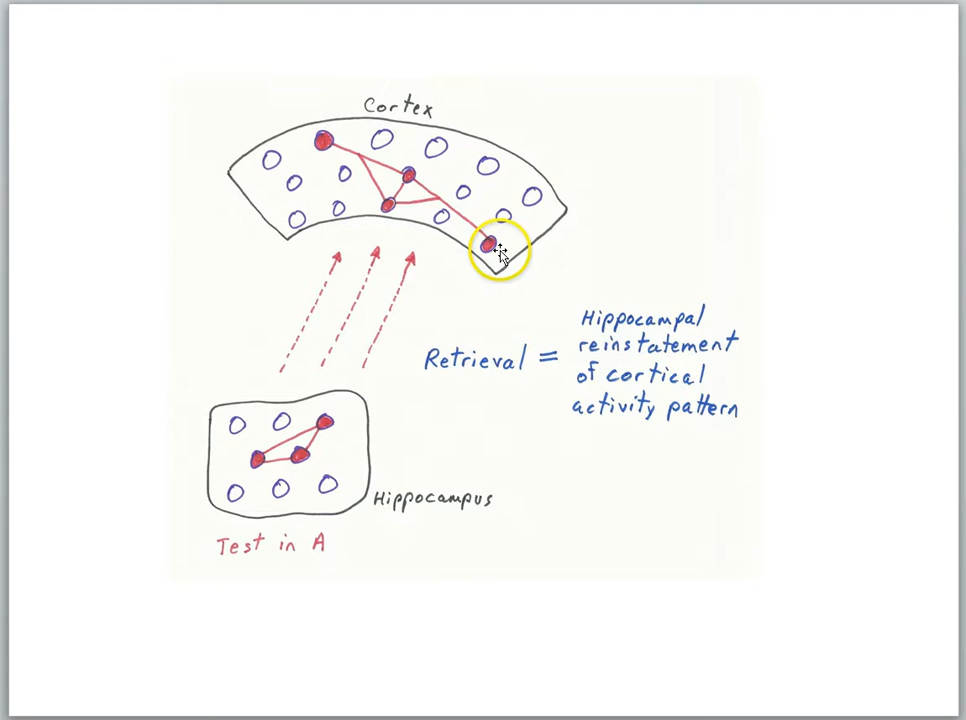 Cortex
Hippocampal
reinstatement
Retrieval =
of cortical
activity pattern
Hippocampus
Test in A